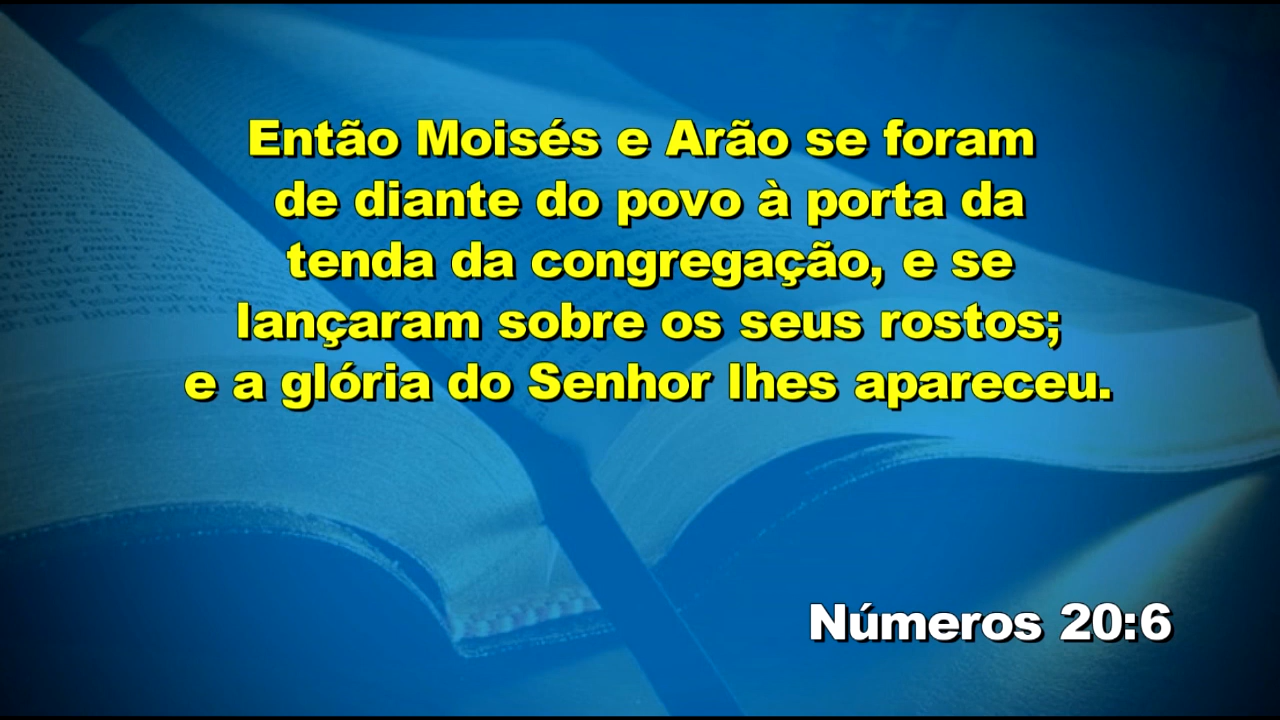 Então Moisés e Arão se foram
de diante do povo à porta da
tenda da congregação, e se
lançaram sobre os seus rostos;
e a glória do Senhor lhes apareceu.
Números 20:6